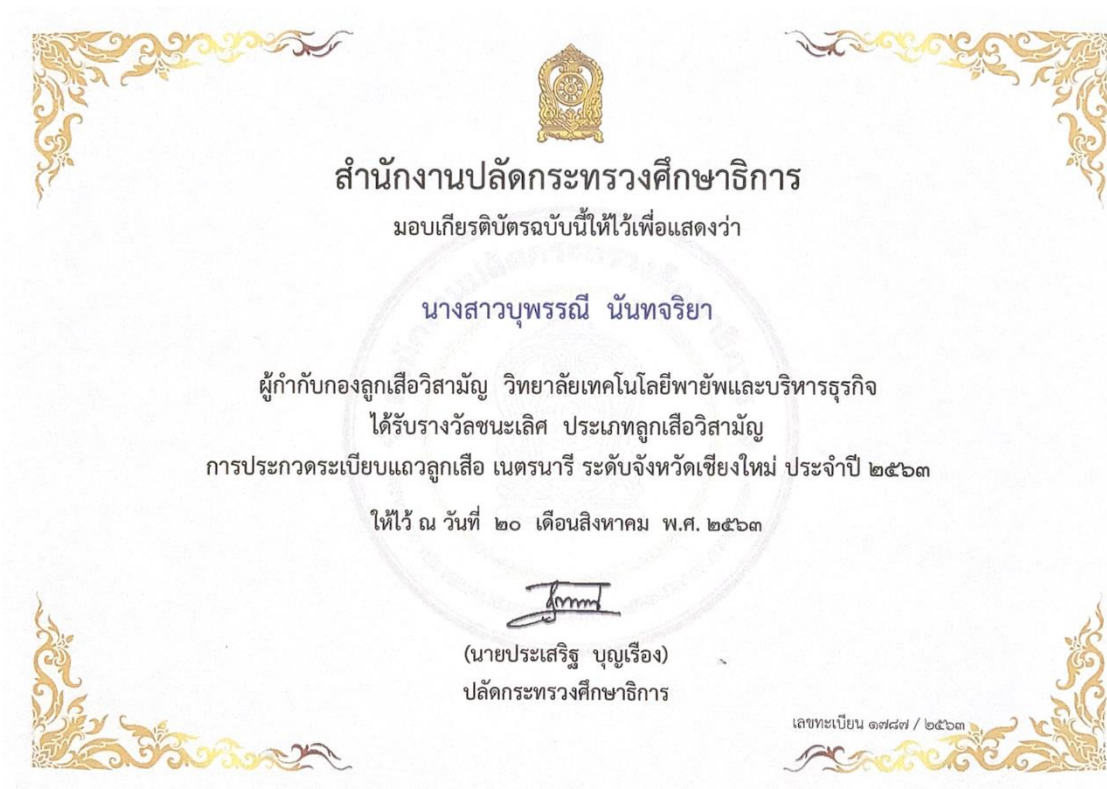 สำนักงานปลัดกระทรวงศึกษาธิการ
มอบเกียรติบัตรฉบับนี้ให้ไว้เพื่อแสดงว่า
นางสาวบุพรรณี นันทจริยา
ผู้กำกับกองลูกเสือวิสามัญ วิทยาลัยเทคโนโลยีพายัพและบริหารธุรกิจ
ได้รับรางวัลชนะเลิศ ประเภทลูกเสือวิสามัญ
การประกวดระเบียบแถวลูกเสือ เนตรนารี ระดับจังหวัดเชียงใหม่ ประจำปี ๒๕๖๓
ให้ไว้ ณ วันที่ ๒๐ เดือนสิงหาคม พ.ศ. ๒๕๖๓
(นายประเสริฐ บุญเรือง)
ปลัดกระทรวงศึกษาธิการ
เลขทะเบียน ๑๗๘๗ / ๒๕๖๓